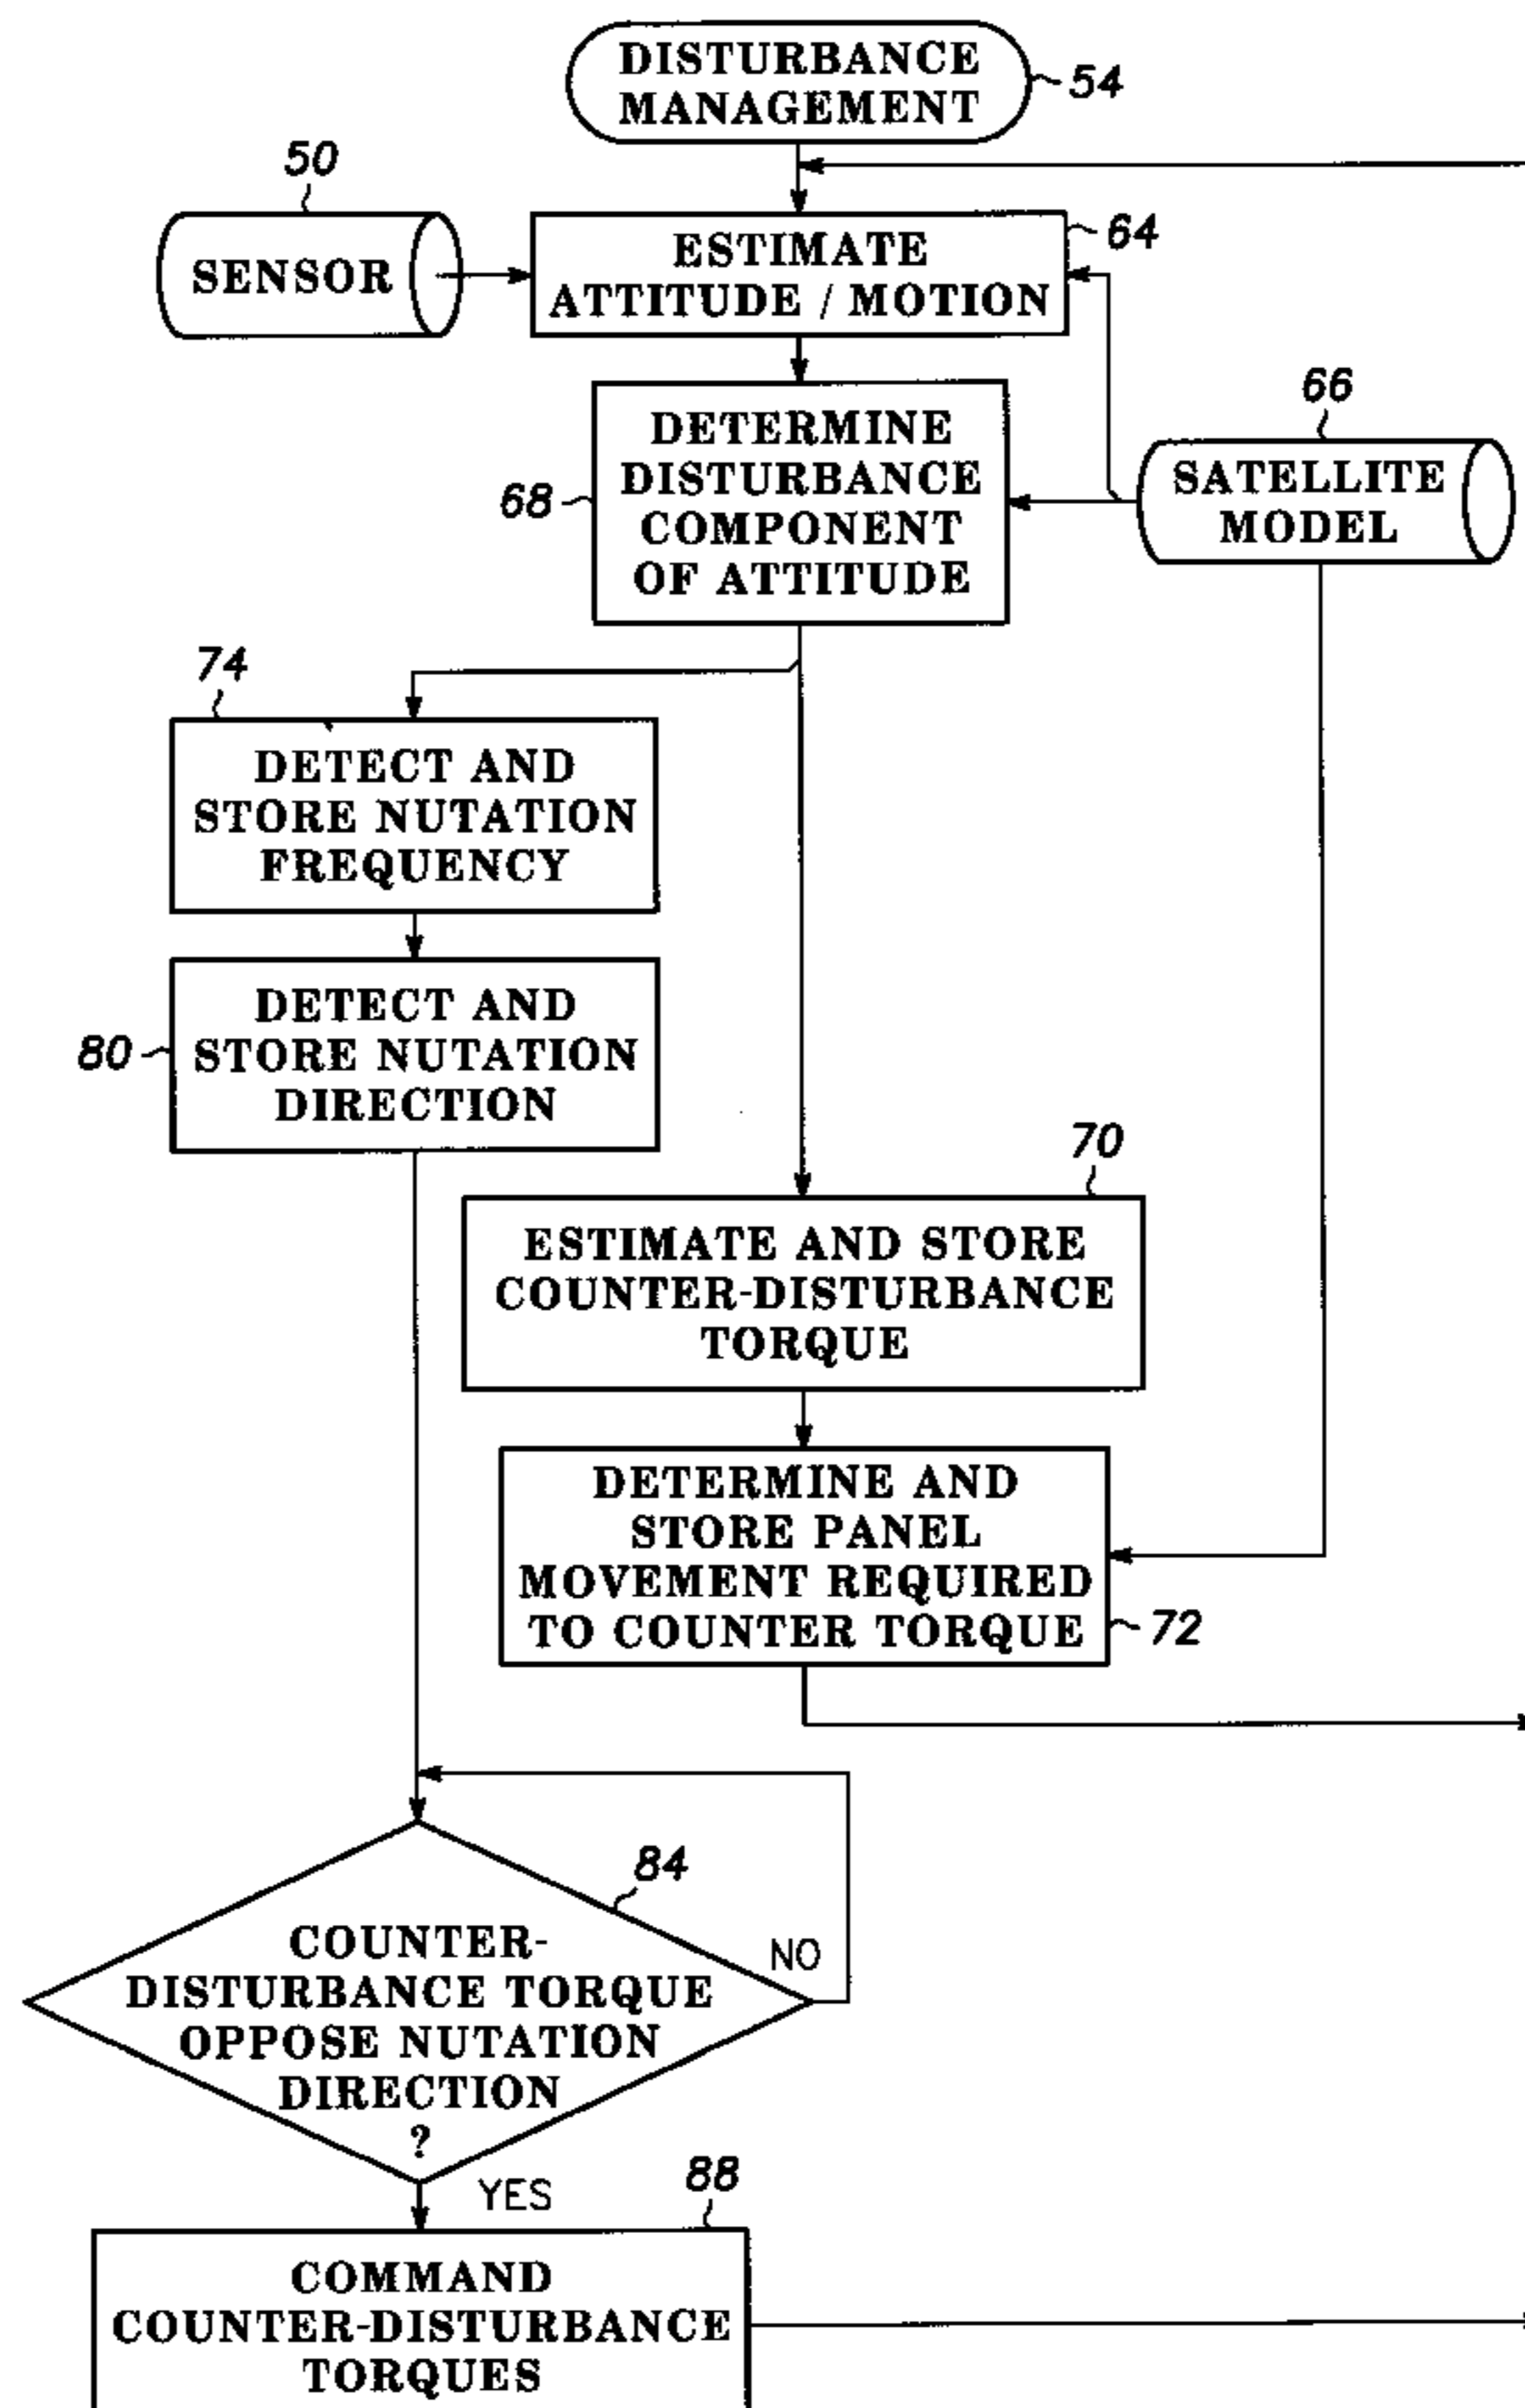 DISTURBANCE
MANAGEMENT
54
50
SENSOR
ESTIMATE
ATTITUDE / MOTION
64
DETERMINE
DISTURBANCE
COMPONENT
OF ATTITUDE
68
66
SATELLITE
MODEL
74
DETECT AND
STORE NUTATION
FREQUENCY
80
DETECT AND
STORE NUTATION
DIRECTION
70
ESTIMATE AND STORE
COUNTER-DISTURBANCE
TORQUE
DETERMINE AND
STORE PANEL
MOVEMENT REQUIRED
TO COUNTER TORQUE
72
84
COUNTER-
DISTURBANCE TORQUE
OPPOSE NUTATION
DIRECTION
?
NO
YES
88
COMMAND
COUNTER-DISTURBANCE
TORQUES